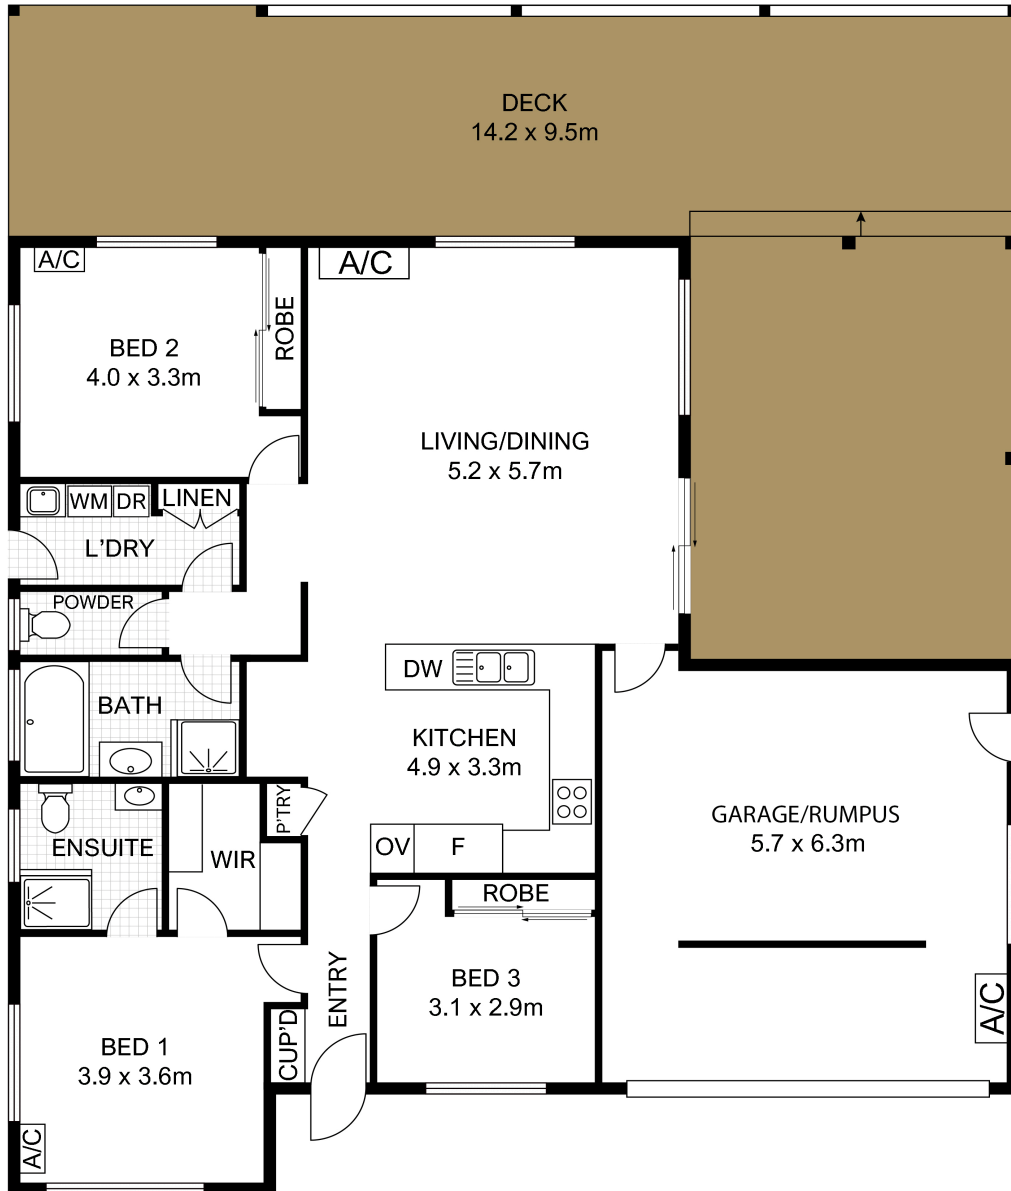 DECK
14.2 x 9.5m
A/C
A/C
ROBE
BED 2
4.0 x 3.3m
LIVING/DINING
5.2 x 5.7m
WM
DR
LINEN
L'DRY
POWDER
BATH
DW
KITCHEN
4.9 x 3.3m
P'TRY
GARAGE/RUMPUS
5.7 x 6.3m
ENSUITE
WIR
OV
F
ROBE
BED 3
3.1 x 2.9m
ENTRY
A/C
CUP'D
BED 1
3.9 x 3.6m
A/C